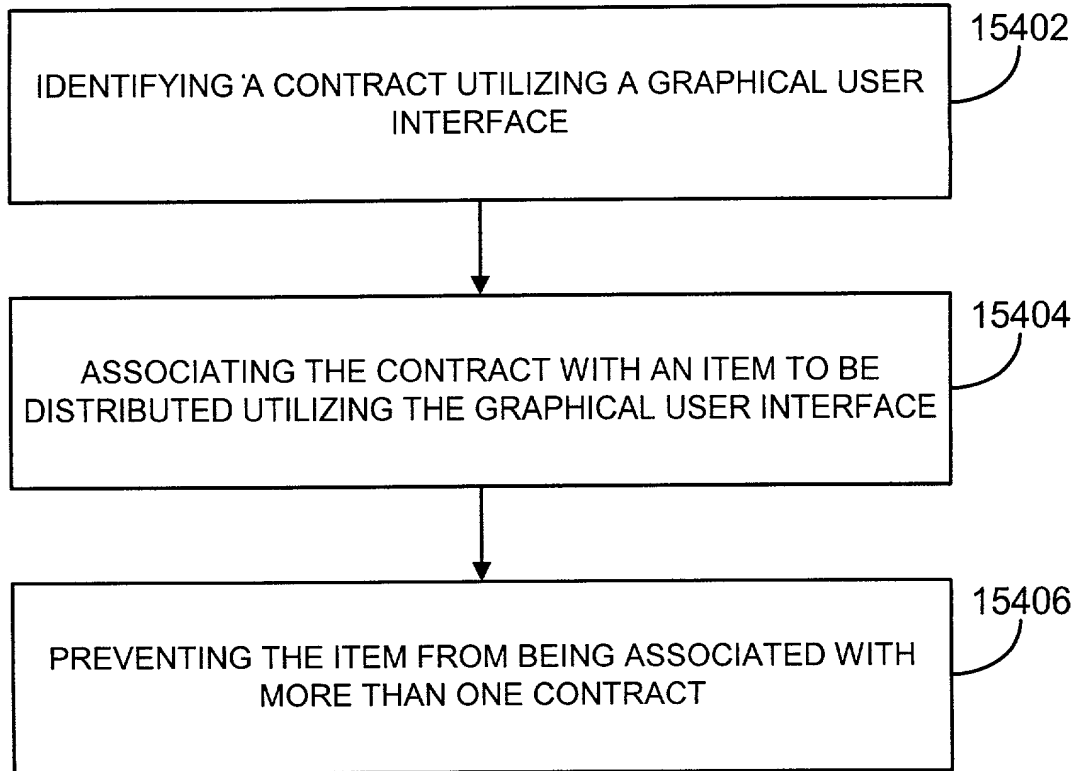 15402
IDENTIFYING A CONTRACT UTILIZING A GRAPHICAL USER
INTERFACE
15404
ASSOCIATING THE CONTRACT WITH AN ITEM TO BE
DISTRIBUTED UTILIZING THE GRAPHICAL USER INTERFACE
15406
PREVENTING THE ITEM FROM BEING ASSOCIATED WITH
MORE THAN ONE CONTRACT